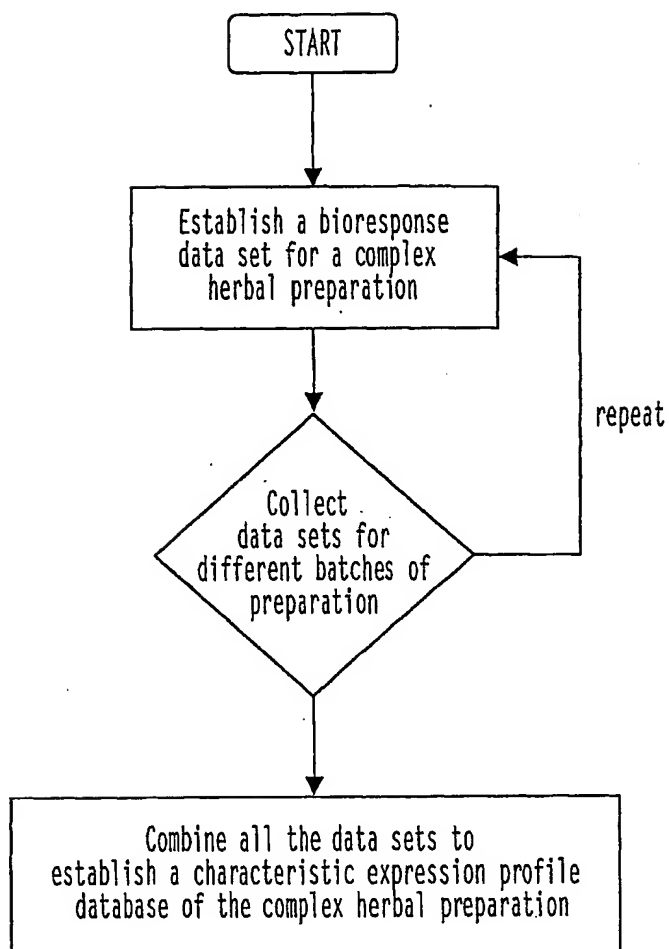 START
Establish a bioresponse
data set for a complex
herbal preparation
repeat
Collect
data sets for
different batches of
preparation
Combine all the data sets to
establish a characteristic expression profile
database of the complex herbal preparation